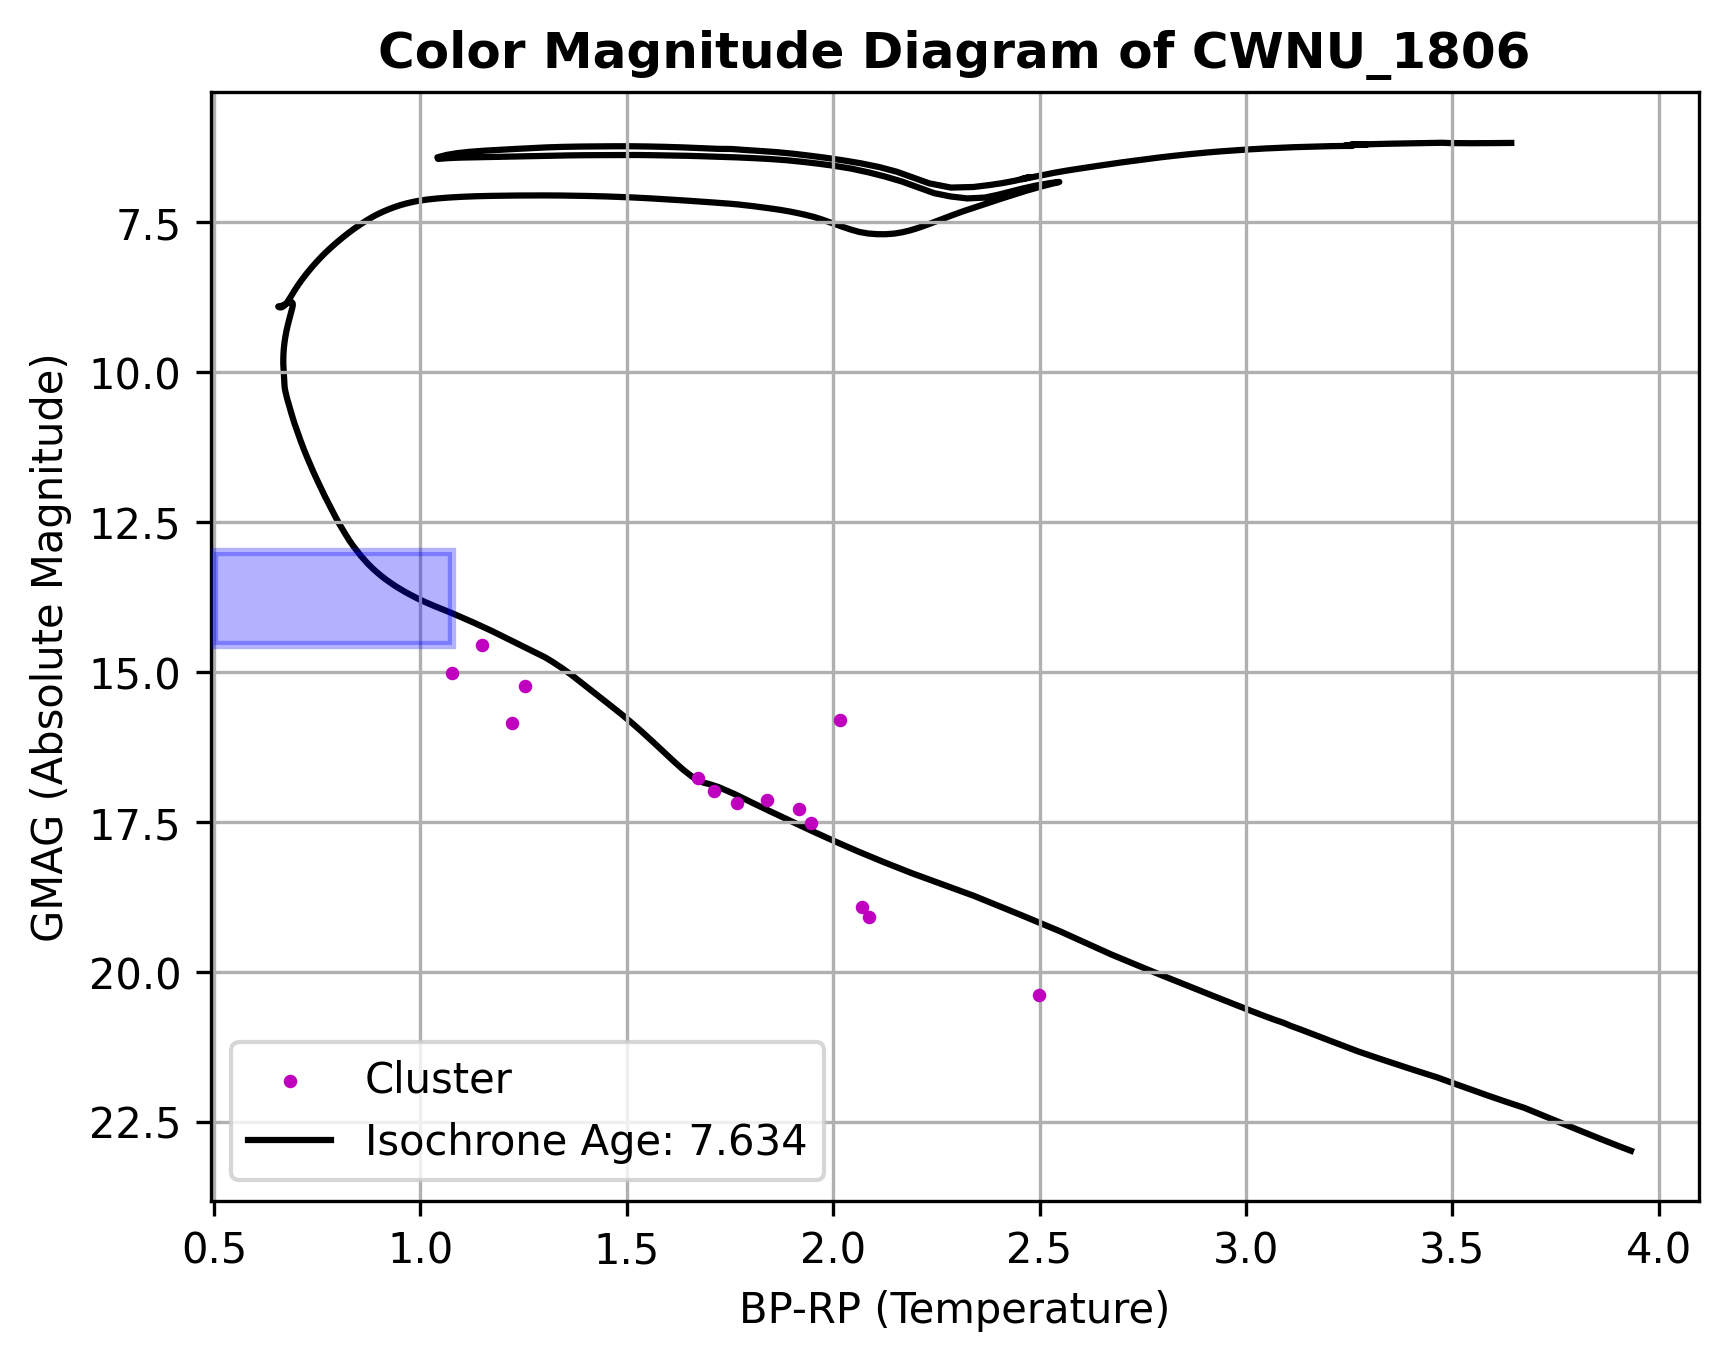 Color Magnitude Diagram of CWNU_1806
GMAG (Absolute Magnitude)
7.5
10.0
12.5
15.0
17.5
20.0
22.5
Cluster
Isochrone Age: 7.634
0.5 1.0 1.5 2.0 2.5 3.0 3.5 4.0
BP-RP (Temperature)